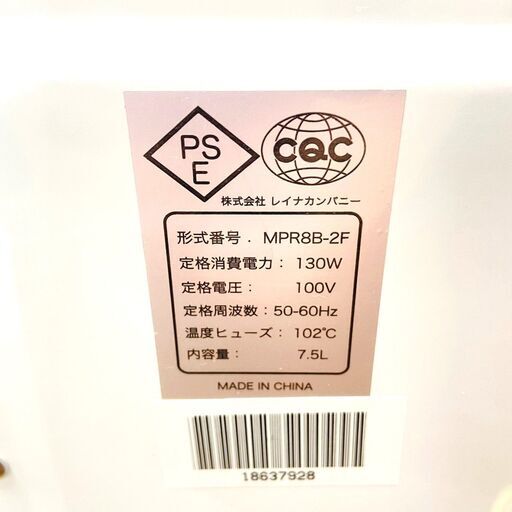 PS
E
CQC
株式会社 レイナカンパニー
形式番号 . MPR8B-2F
定格消費電力 : 130W
定格電圧 : 100V
定格周波数 : 50-60Hz
温度ヒューズ : 102℃
内容量 : 7.5L
MADE IN CHINA
18637928